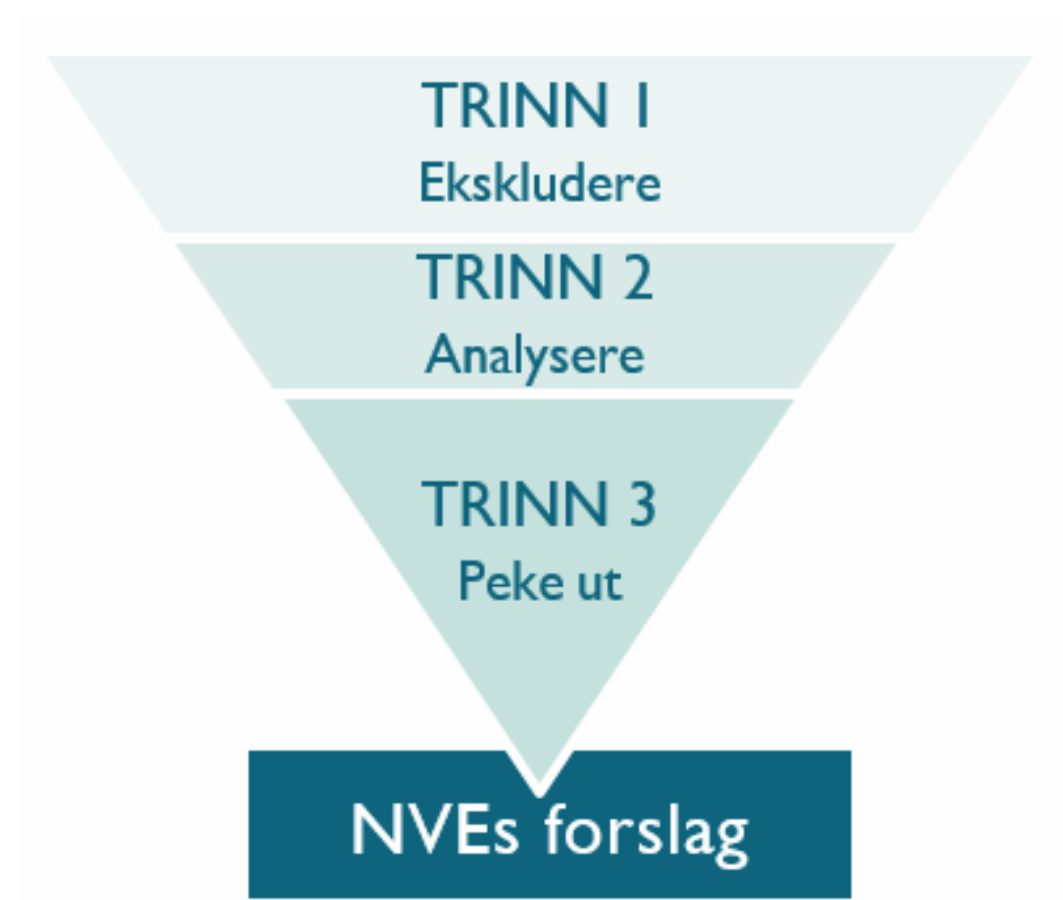 TRINN 1
Ekskludere
TRINN 2
Analysere
TRINN 3
Peke ut
NVEs forslag